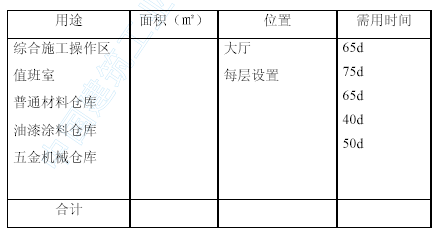 用途 面积（㎡） 位置 需用时间
综合施工操作区 大厅 65d
值班室 每层设置 75d
普通材料仓库 65d
油漆涂料仓库 40d
五金机械仓库 50d
合计